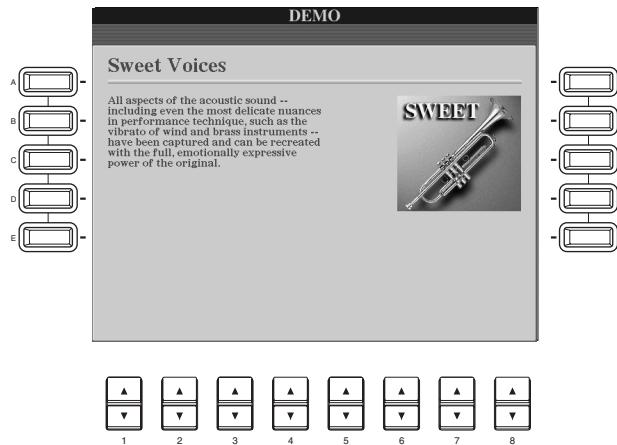 DEMO
Sweet Voices
A
All aspects of the acoustic sound --
including even the most delicate nuances
in performance technique, such as the
vibrato of wind and brass instruments --
have been captured and can be recreated
with the full, emotionally expressive
power of the original.
SWEET
B
C
D
E
1 2 3 4 5 6 7 8